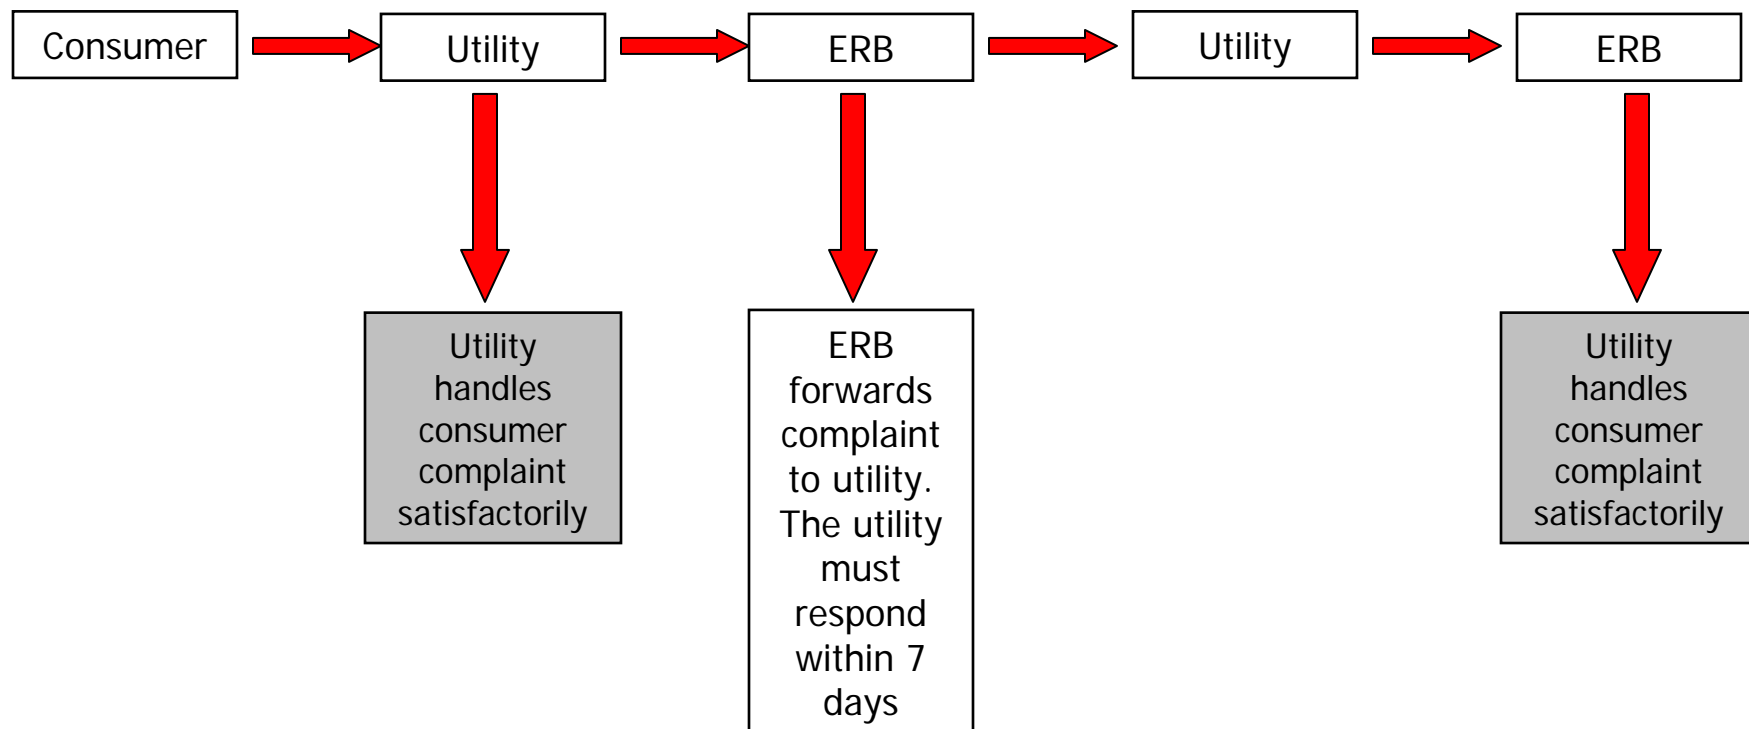 Consumer
Utility
ERB
Utility
ERB
Utility
handles
consumer
complaint
satisfactorily
ERB
forwards
complaint
to utility.
The utility
must
respond
within 7
days
Utility
handles
consumer
complaint
satisfactorily